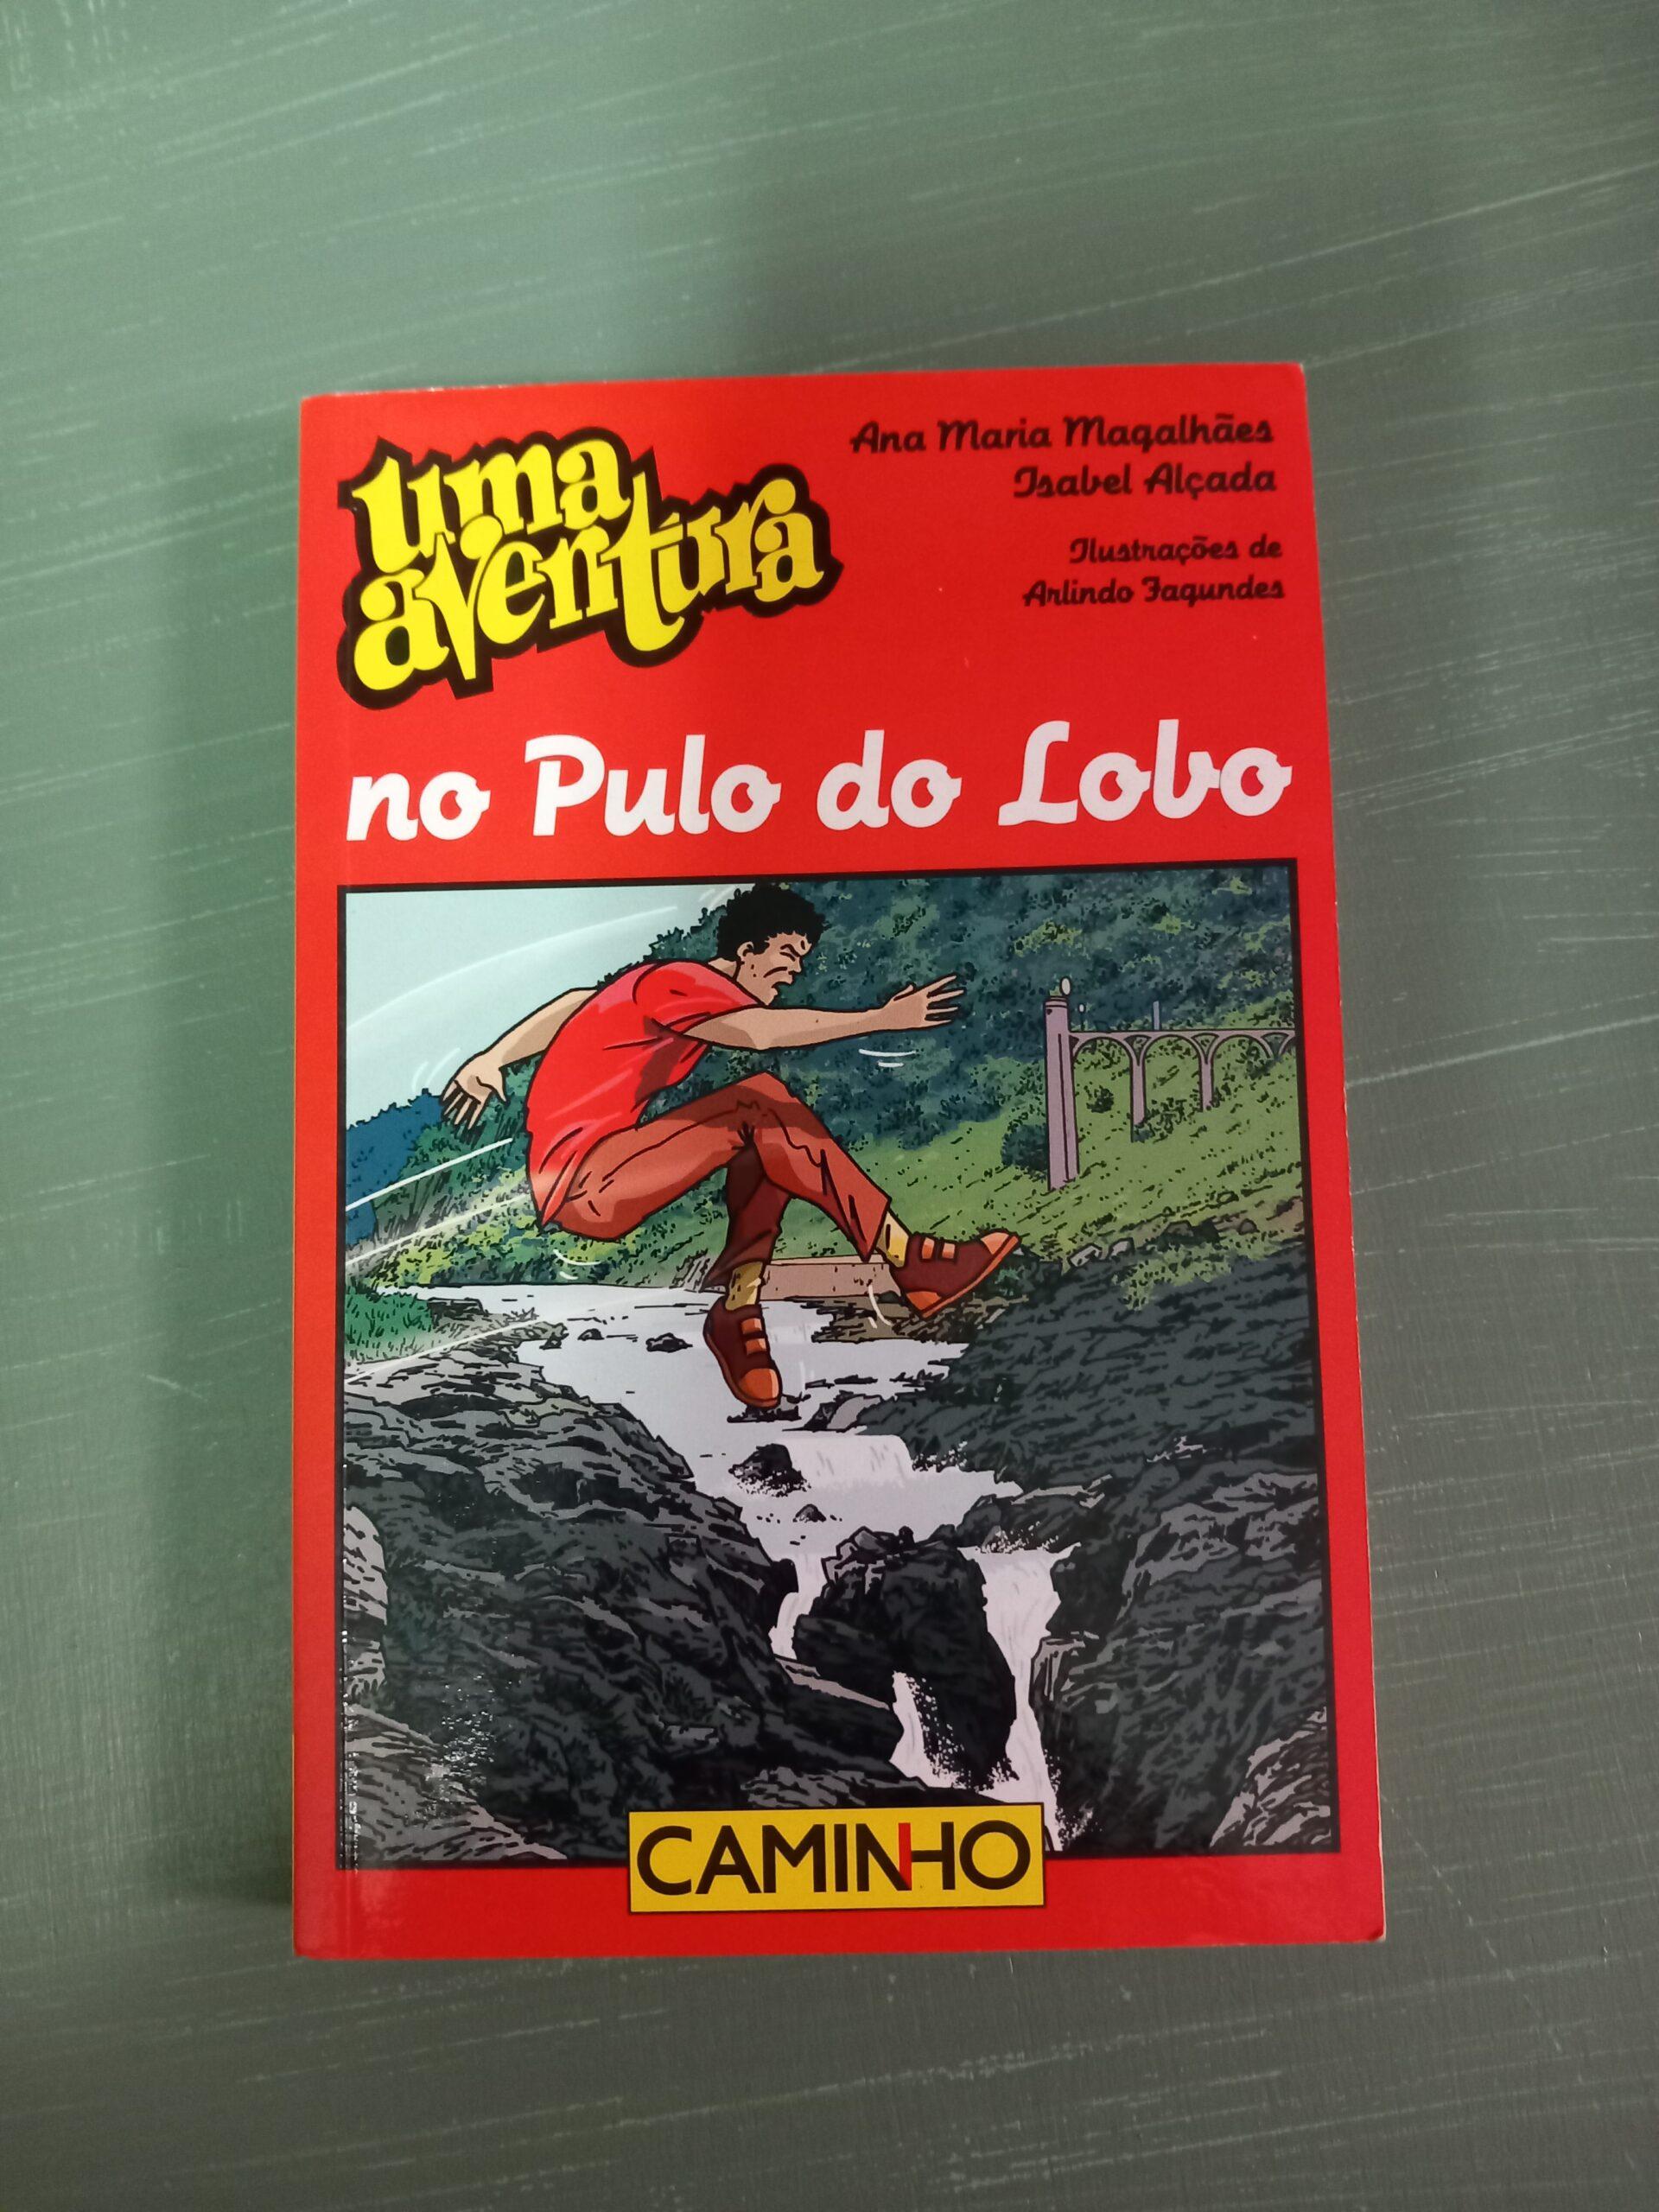 uma
aventura
Ana Maria Magalhães
Isabel Alçada
Ilustrações de
Arlindo Fagundes
no Pulo do Lobo
CAMINHO